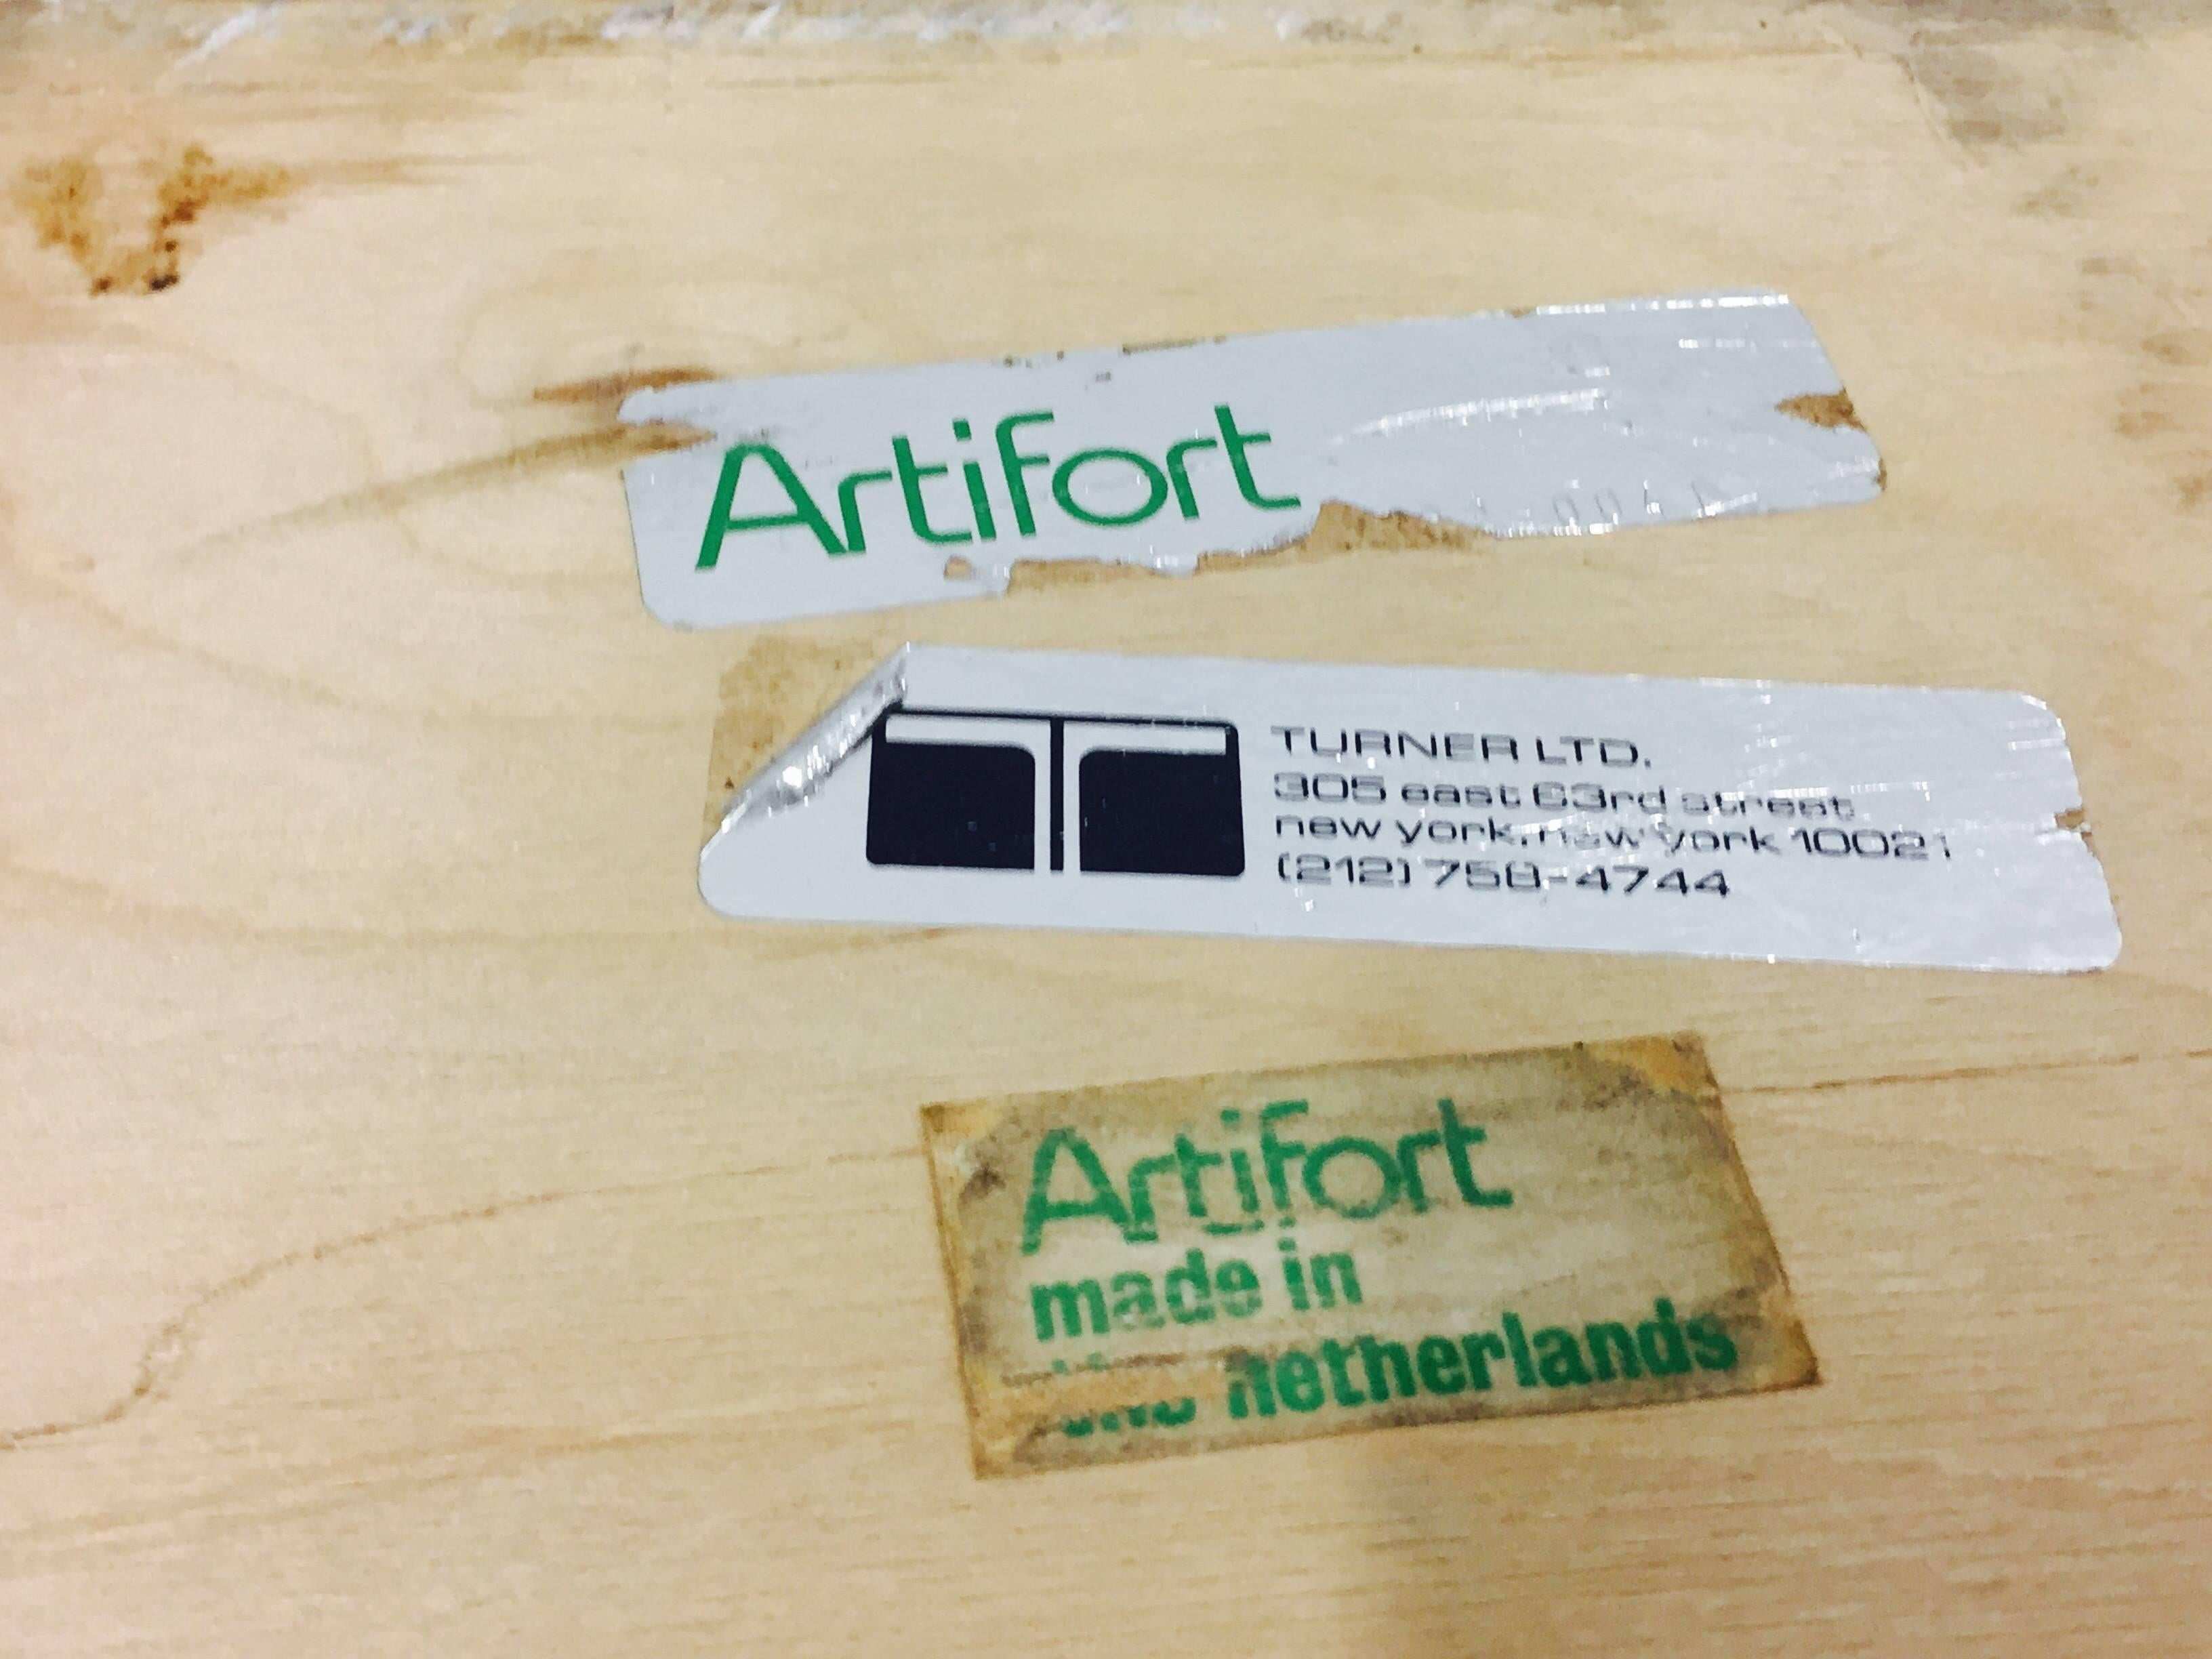 Artifort
TURNER LTD.
305 east 63rd street
new york, new york 10021
(212) 758-4744
Artifort
made in
netherlands